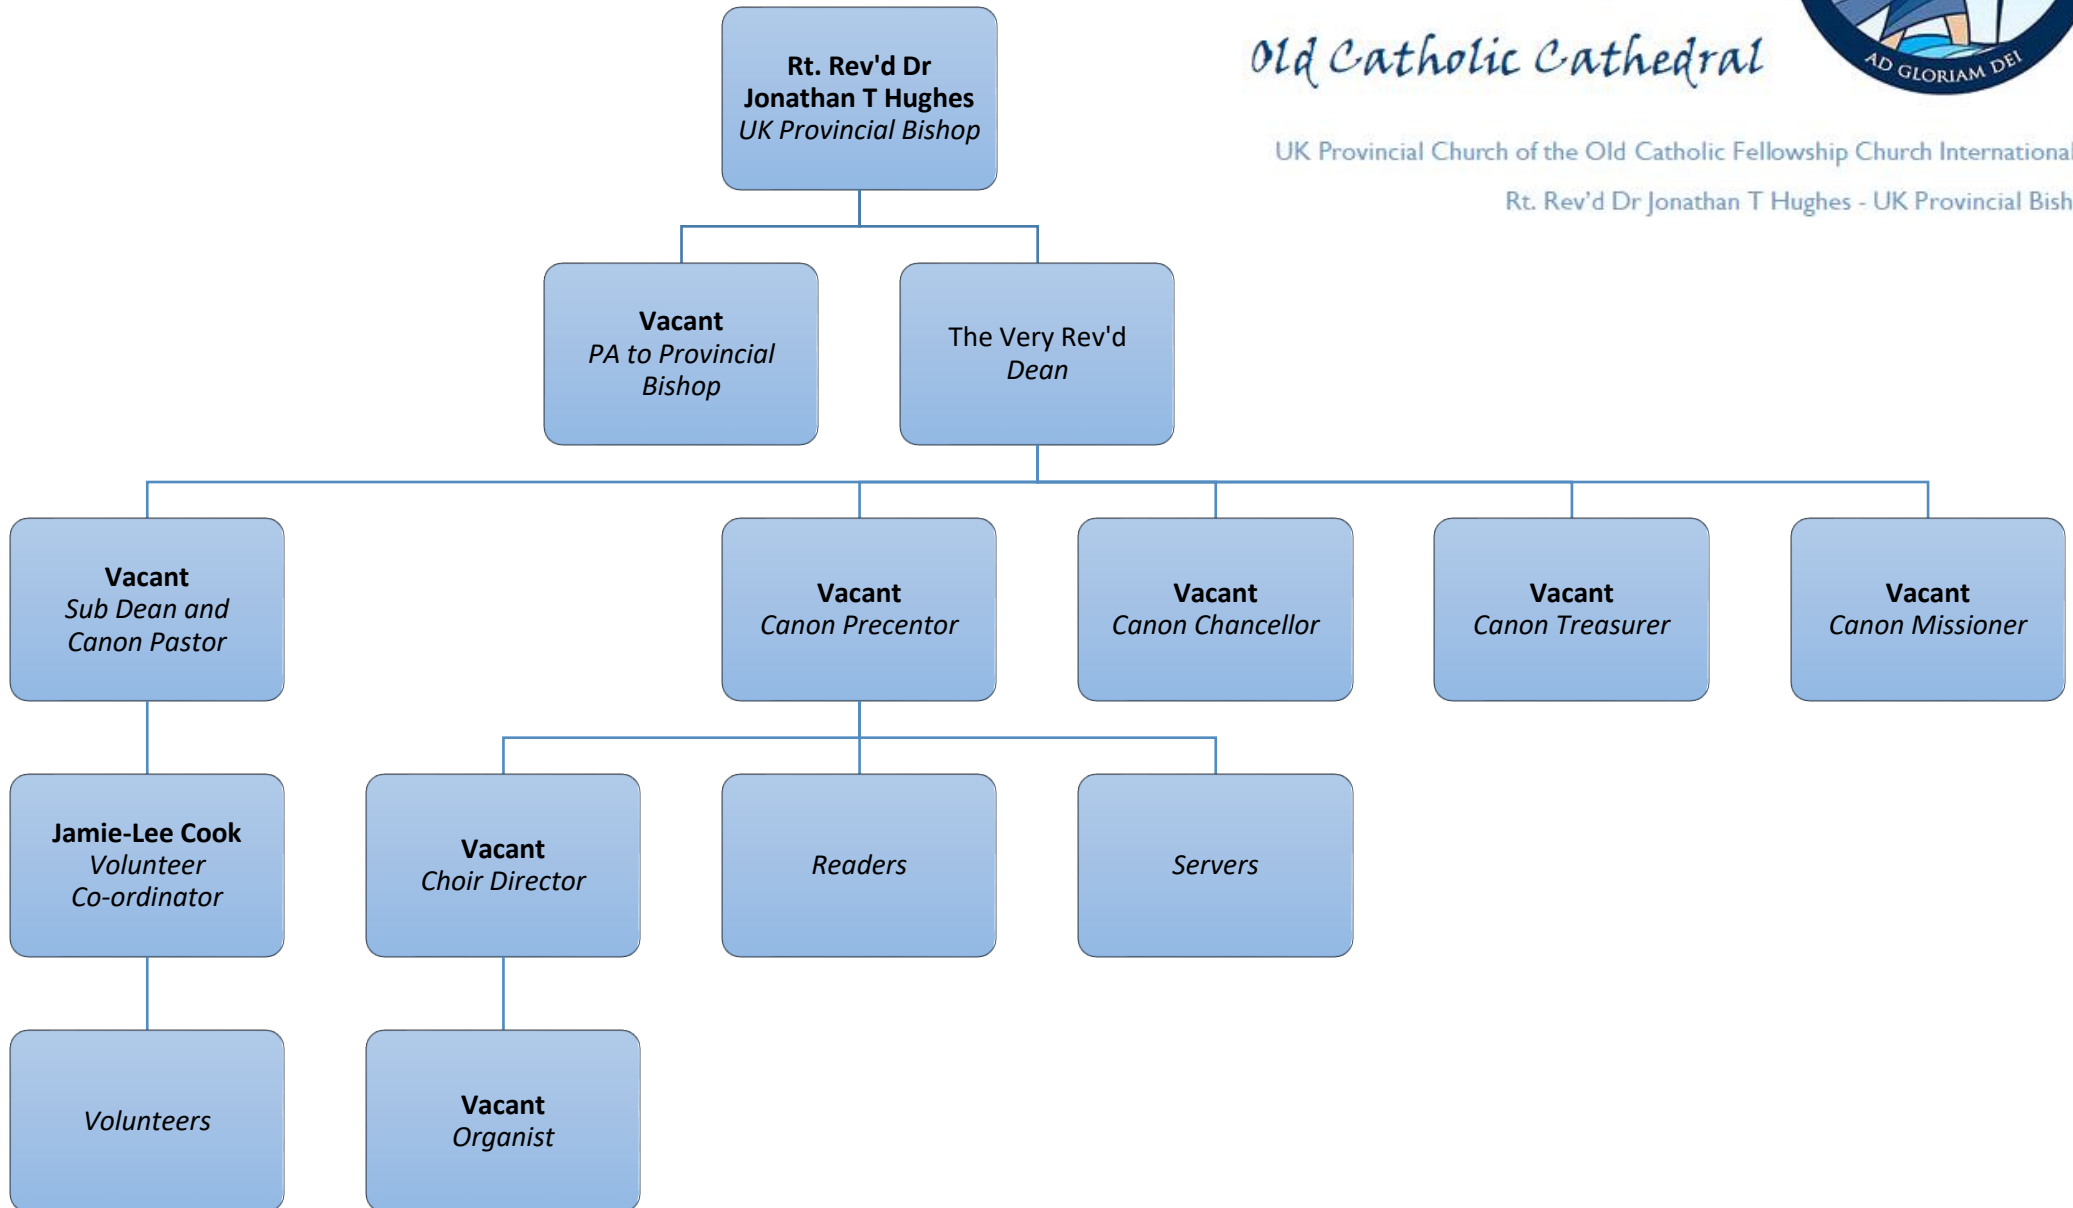 Rt. Rev'd Dr
Jonathan T Hughes
UK Provincial Bishop
Old Catholic Cathedral
AD GLORIAM DEI
UK Provincial Church of the Old Catholic Fellowship Church International
Rt. Rev'd Dr Jonathan T Hughes - UK Provincial Bish
Vacant
PA to Provincial
Bishop
The Very Rev'd
Dean
Vacant
Sub Dean and
Canon Pastor
Vacant
Canon Precentor
Vacant
Canon Chancellor
Vacant
Canon Treasurer
Vacant
Canon Missioner
Jamie-Lee Cook
Volunteer
Co-ordinator
Vacant
Choir Director
Readers
Servers
Volunteers
Vacant
Organist